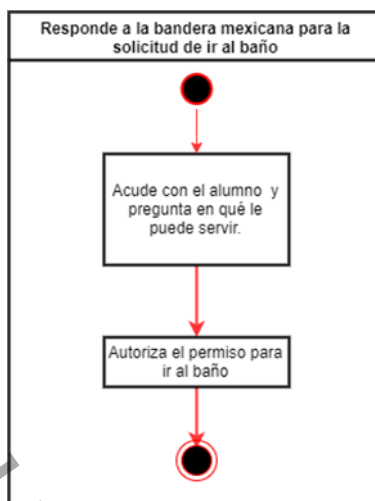 Responde a la bandera mexicana para la
solicitud de ir al baño
Acude con el alumno y
pregunta en qué le
puede servir.
Autoriza el permiso para
ir al baño